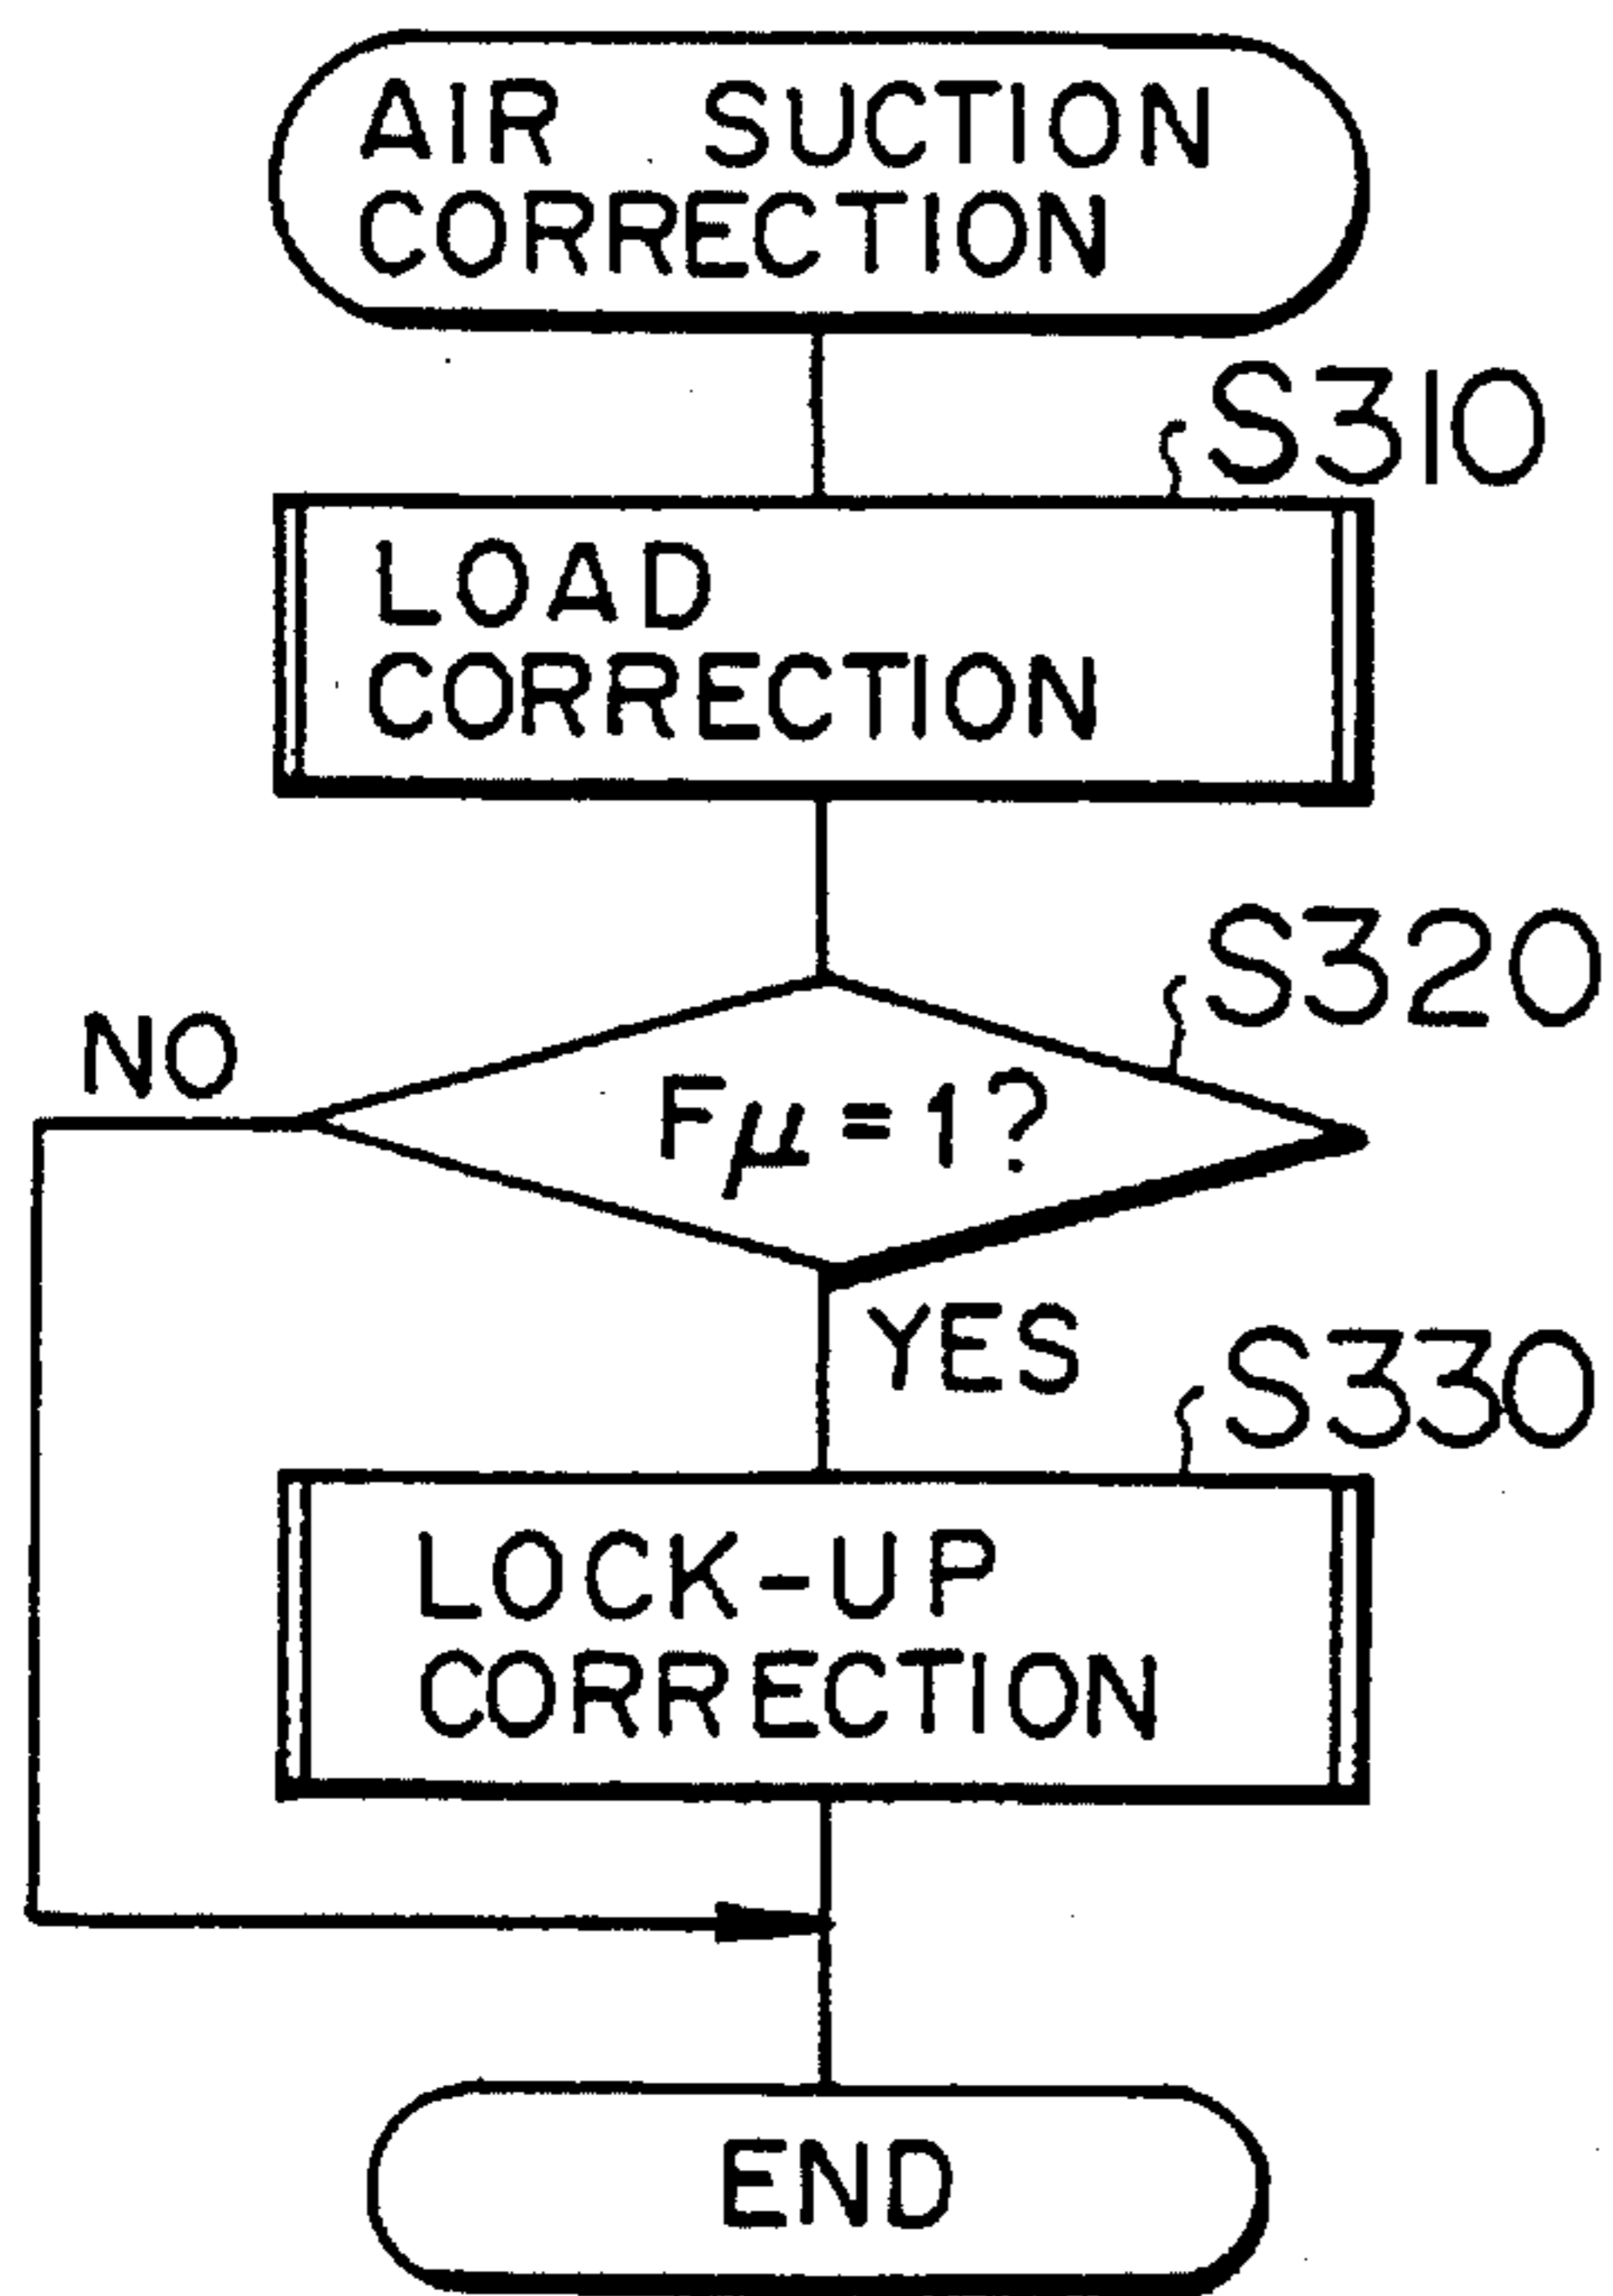 AIR SUCTION
CORRECTION
S310
LOAD
CORRECTION
S320
NO
Fμ=1?
YES
S330
LOCK-UP
CORRECTION
END